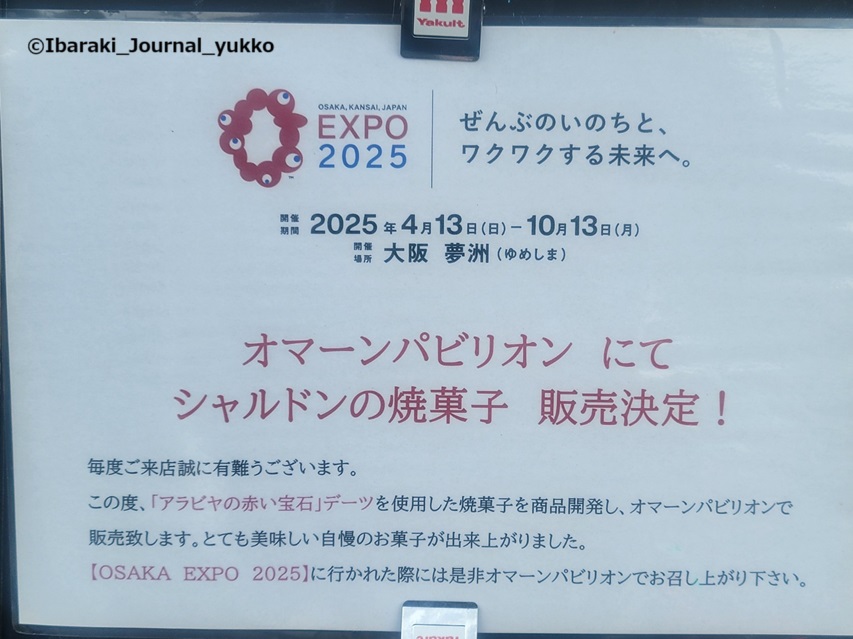 Yakult
©Ibaraki_Journal_yukko
OSAKA, KANSAI, JAPAN
EXPO
2025
ぜんぶのいのちと、
ワクワクする未来へ。
開催期間 2025年4月13日(日)－10月13日(月)
開催場所 大阪 夢洲(ゆめしま)
オマーンパビリオン にて
シャルドンの焼菓子 販売決定！
毎度ご来店誠に有難うございます。
この度、「アラビヤの赤い宝石」デーツを使用した焼菓子を商品開発し、オマーンパビリオンで
販売致します。とても美味しい自慢のお菓子が出来上がりました。
【OSAKA EXPO 2025】に行かれた際には是非オマーンパビリオンでお召し上がり下さい。